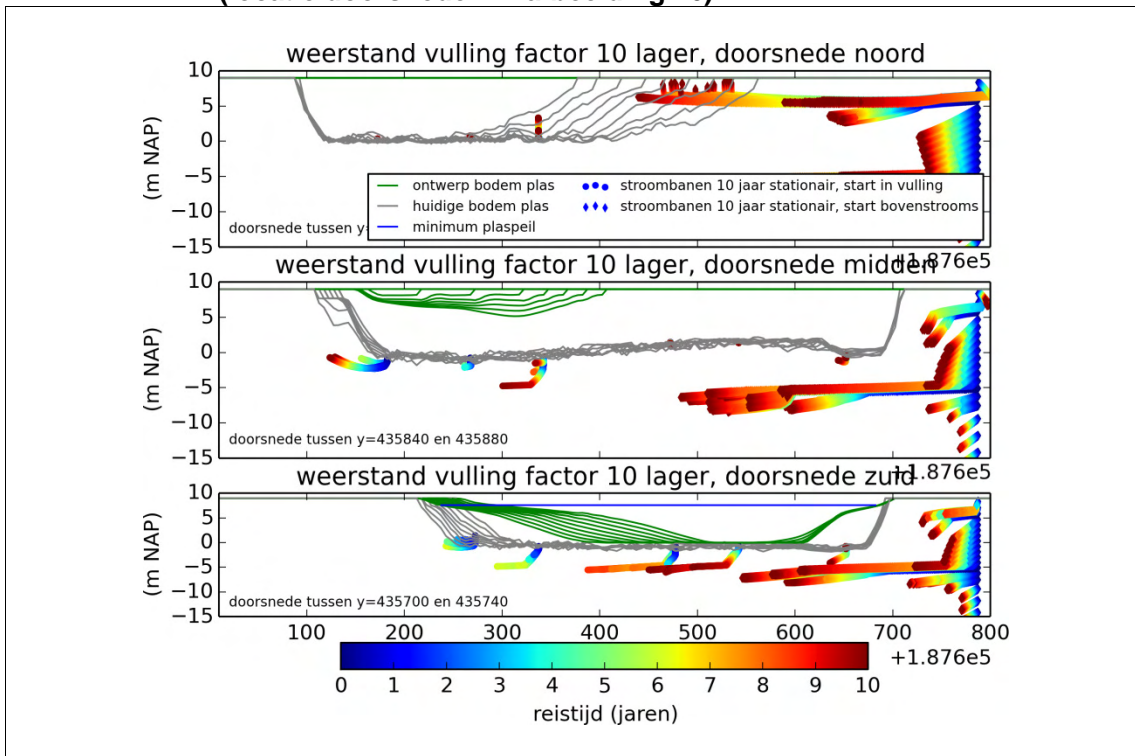 weerstand vulling factor 10 lager, doorsnede noord
10
5
0
−5
−10
−15
(m NAP)
ontwerp bodem plas
huidige bodem plas
minimum plaspeil
stroombanen 10 jaar stationair, start in vulling
stroombanen 10 jaar stationair, start bovenstrooms
doorsnede tussen y=
+1.876e5
weerstand vulling factor 10 lager, doorsnede midden
10
5
0
−5
−10
−15
(m NAP)
doorsnede tussen y=435840 en 435880
+1.876e5
weerstand vulling factor 10 lager, doorsnede zuid
10
5
0
−5
−10
−15
(m NAP)
doorsnede tussen y=435700 en 435740
100 200 300 400 500 600 700 800
+1.876e5
0 1 2 3 4 5 6 7 8 9 10
reistijd (jaren)